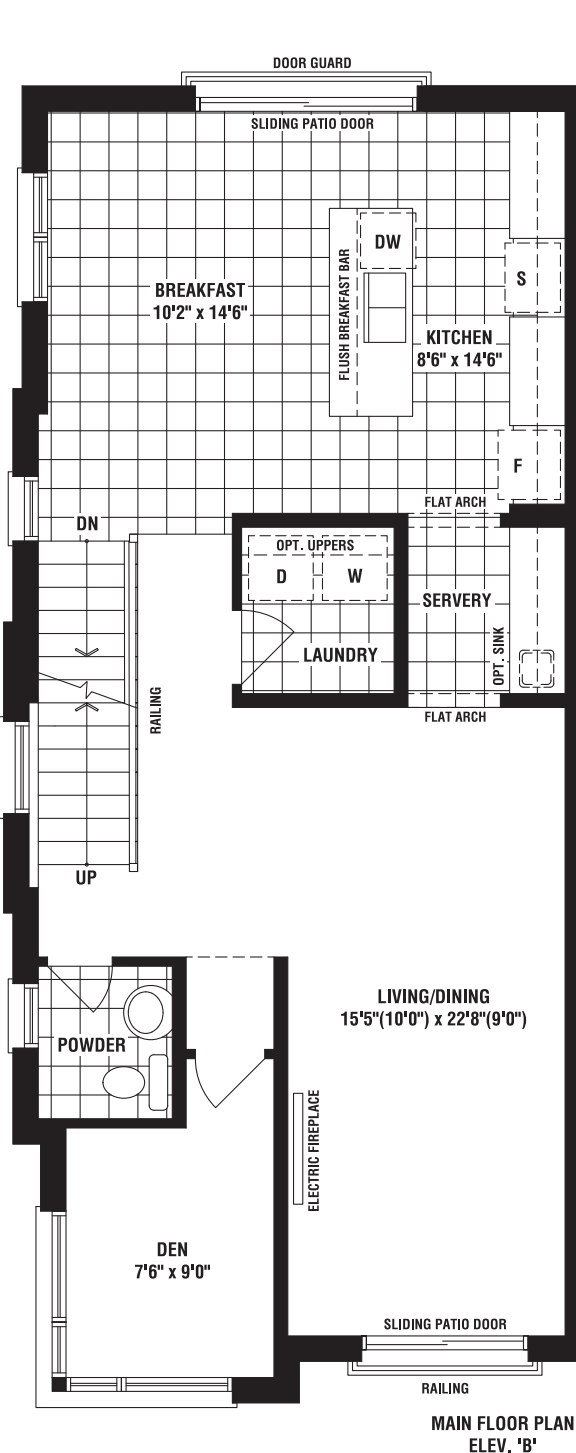 DOOR GUARD
SLIDING PATIO DOOR
DW
FLUSH BREAKFAST BAR
S
BREAKFAST
10'2" x 14'6"
KITCHEN
8'6" x 14'6"
F
FLAT ARCH
DN
OPT. UPPERS
D
W
SERVERY
LAUNDRY
OPT. SINK
RAILING
FLAT ARCH
UP
LIVING/DINING
15'5"(10'0") x 22'8"(9'0")
POWDER
ELECTRIC FIREPLACE
DEN
7'6" x 9'0"
SLIDING PATIO DOOR
RAILING
MAIN FLOOR PLAN
ELEV. 'B'